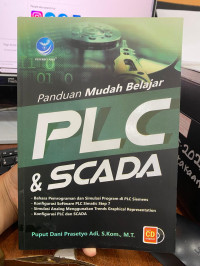 Panduan Mudah Belajar
PLC
& SCADA
- Bahasa Pemrograman dan Simulasi Program di PLC Siemens
- Konfigurasi Software PLC Simatic Step 7
- Simulasi Analog Menggunakan Trends Graphical Representation
- Konfigurasi PLC dan SCADA
Puput Dani Prasetyo Adi, S.Kom., M.T.
CD